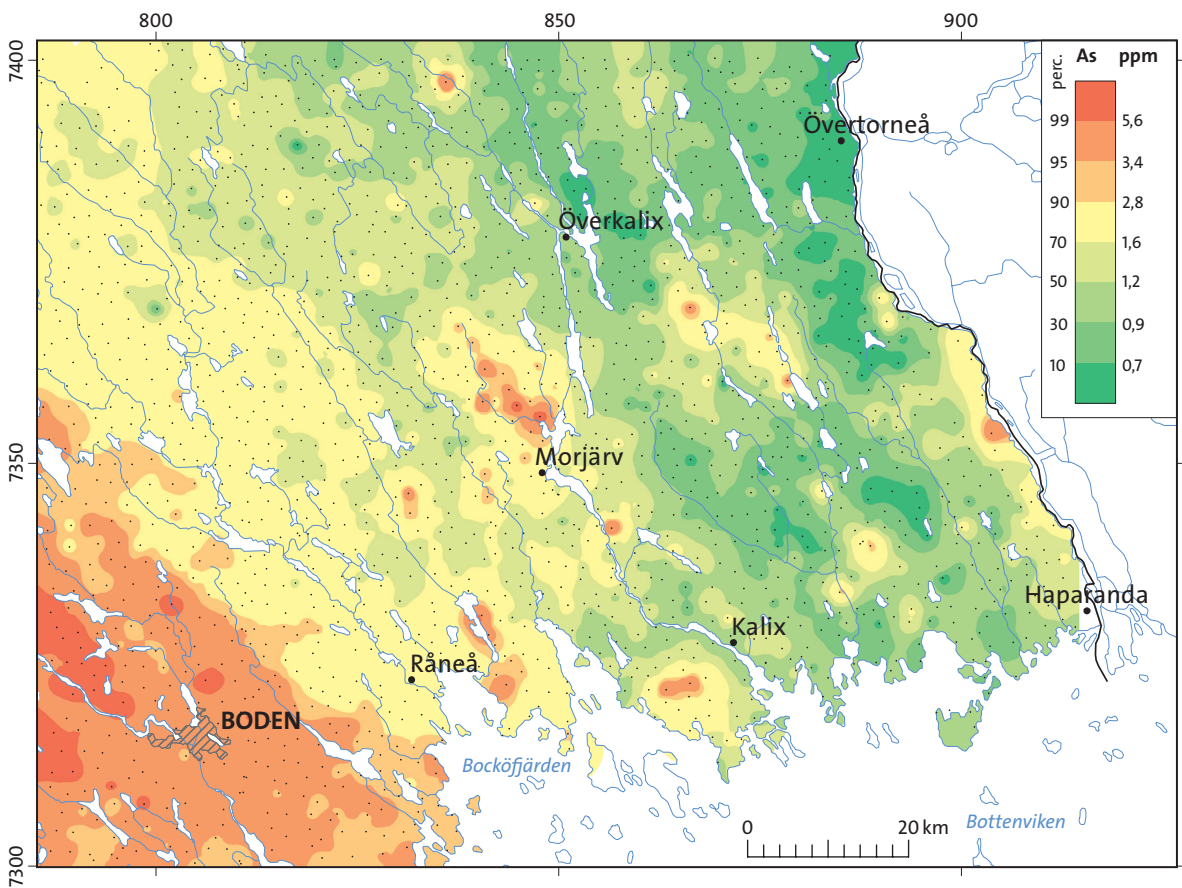 800 850 900
7400
7350
7300
perc. As ppm
99 5,6
95 3,4
90 2,8
70 1,6
50 1,2
30 0,9
10 0,7
Övertorneå
Överkalix
Morjärv
Haparanda
Kalix
Råneå
BODEN
Bocköfjärden
Bottenviken
0 20 km